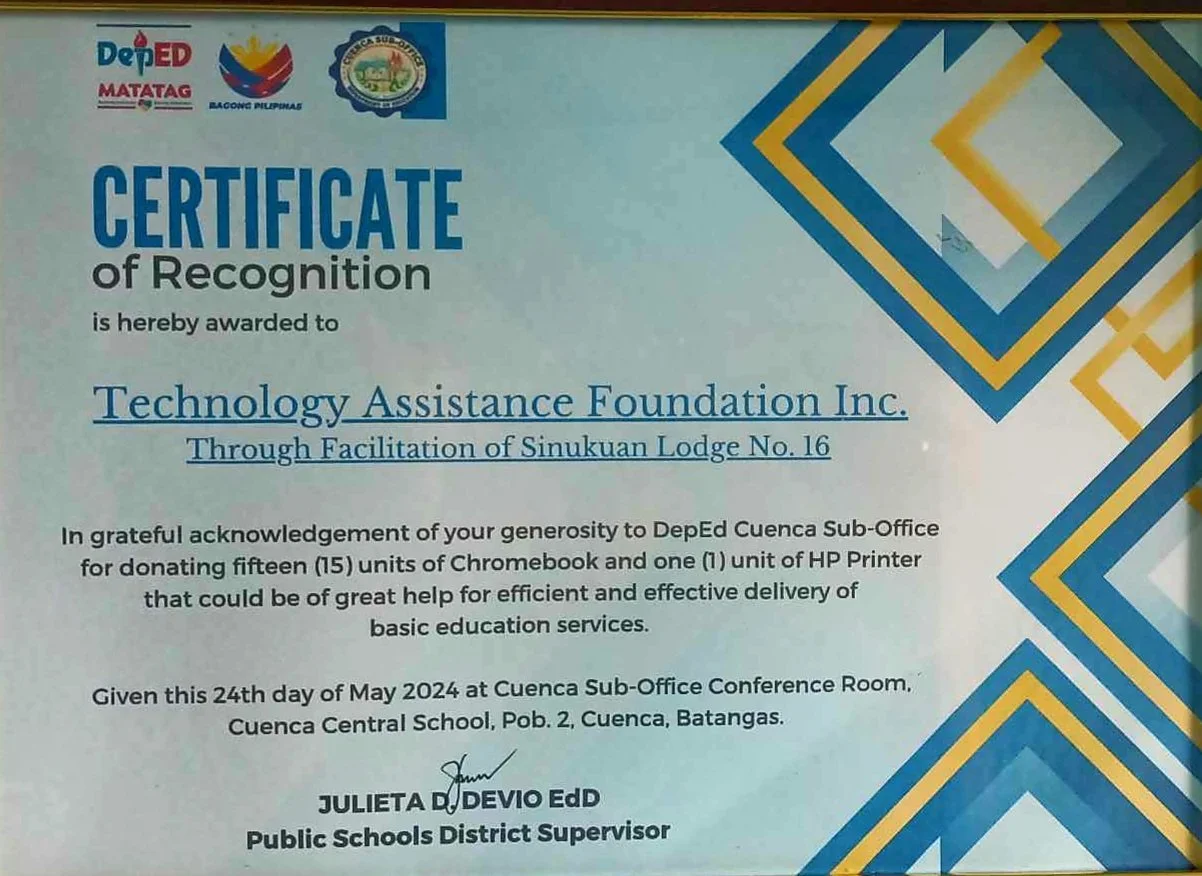 DepED
MATATAG
BAGONG PILIPINAS
CUENCA SUB-OFFICE
DEPARTMENT OF EDUCATION
CERTIFICATE
of Recognition
is hereby awarded to
Technology Assistance Foundation Inc.
Through Facilitation of Sinukuan Lodge No. 16
In grateful acknowledgement of your generosity to DepEd Cuenca Sub-Office
for donating fifteen (15) units of Chromebook and one (1) unit of HP Printer
that could be of great help for efficient and effective delivery of
basic education services.
Given this 24th day of May 2024 at Cuenca Sub-Office Conference Room,
Cuenca Central School, Pob. 2, Cuenca, Batangas.
JULIETA D. DEVIO EdD
Public Schools District Supervisor